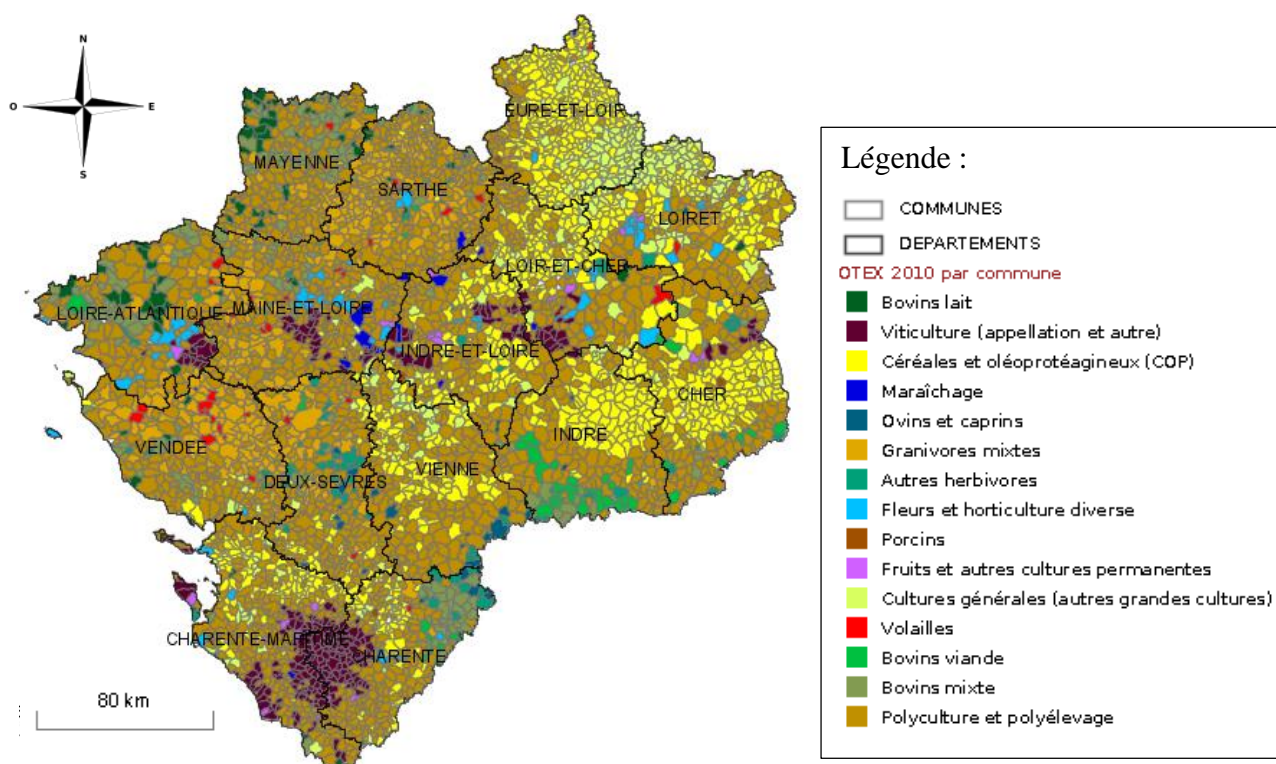 N
O
E
S
EURE-ET-LOIR
MAYENNE
SARTHE
LOIRET
LOIR-ET-CHER
LOIRE-ATLANTIQUE
MAINE-ET-LOIRE
INDRE-ET-LOIRE
CHER
INDRE
VENDEE
VIENNE
DEUX-SEVRES
CHARENTE-MARITIME
CHARENTE
80 km
Légende :
COMMUNES
DEPARTEMENTS
OTEX 2010 par commune
Bovins lait
Viticulture (appellation et autre)
Céréales et oléoprotéagineux (COP)
Maraîchage
Ovins et caprins
Granivores mixtes
Autres herbivores
Fleurs et horticulture diverse
Porcins
Fruits et autres cultures permanentes
Cultures générales (autres grandes cultures)
Volailles
Bovins viande
Bovins mixte
Polyculture et polyélevage